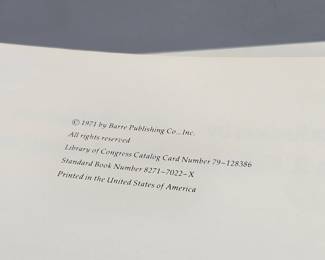 © 1971 by Barre Publishing Co., Inc.
All rights reserved
Library of Congress Catalog Card Number 79-128386
Standard Book Number 8271-7022-X
Printed in the United States of America